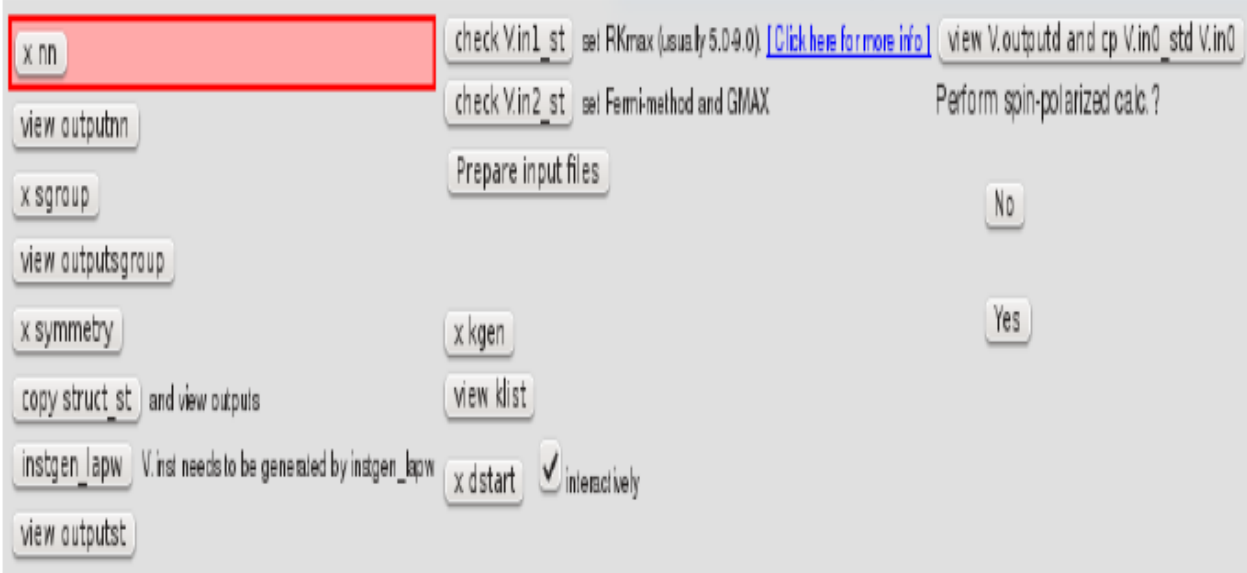 x nn
view outputnn
x sgroup
view outputsgroup
x symmetry
copy struct_st and view outputs
instgen_lapw V.inst needs to be generated by instgen_lapw
view outputst
check V.in1_st set RKmax (usually 5.0-9.0). [ Click here for more info ]
check V.in2_st set Fermi-method and GMAX
Prepare input files
x kgen
view klist
x dstart interactively
view V.outputd and cp V.in0_std V.in0
Perform spin-polarized calc.?
No
Yes